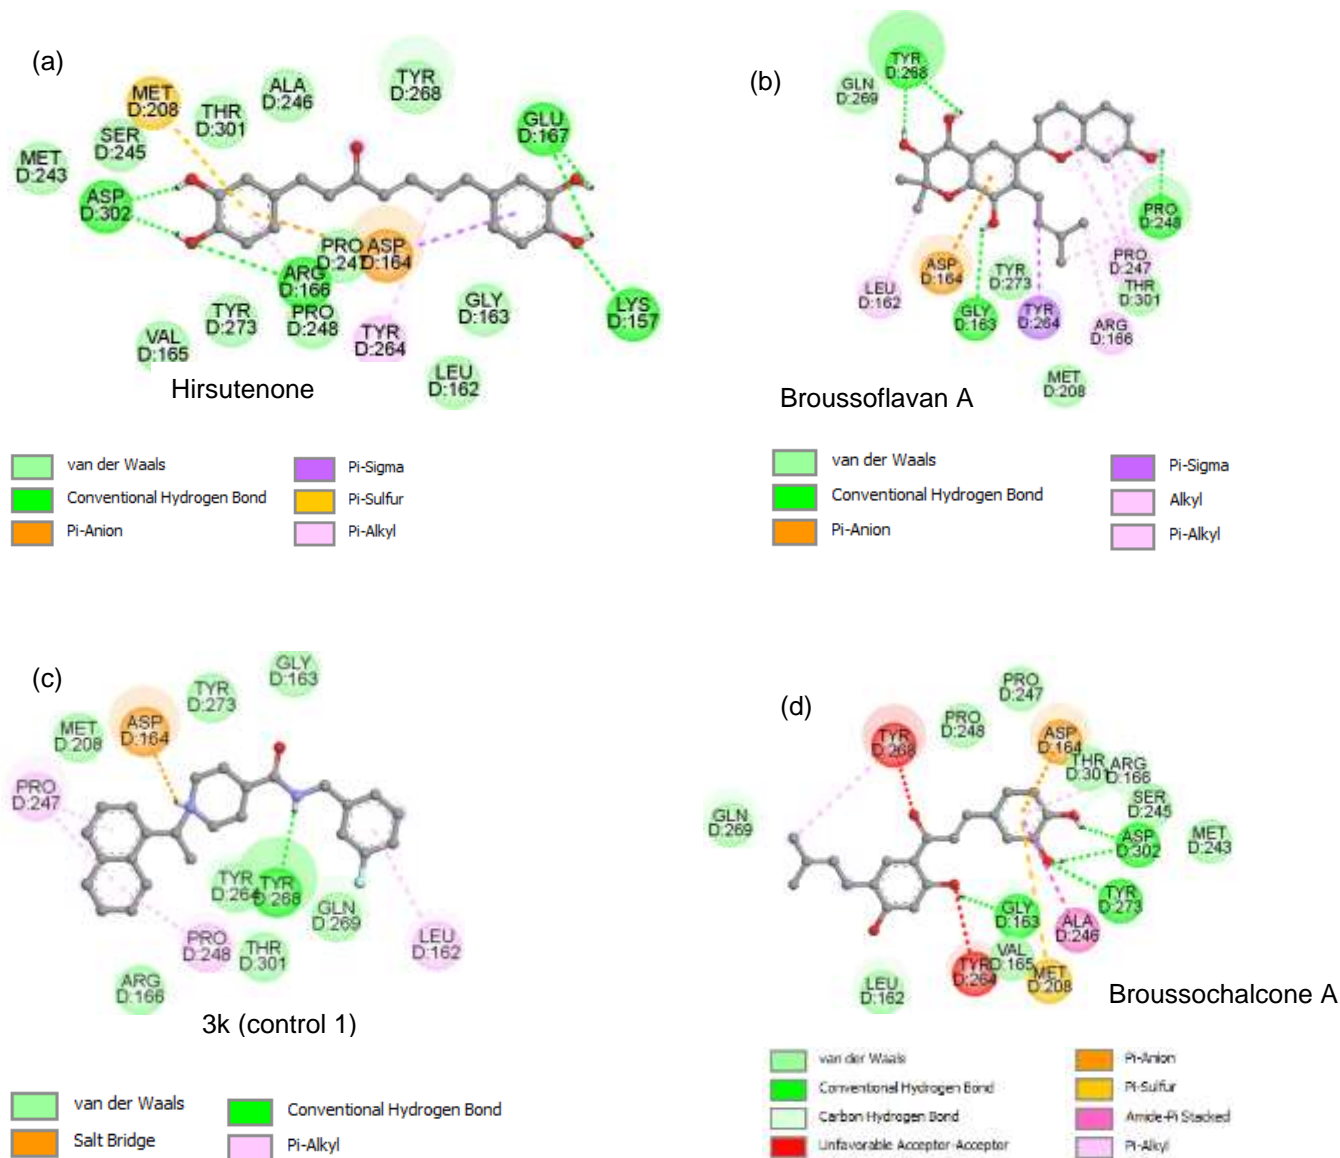 (a)
MET
D:208
THR
D:301
ALA
D:246
TYR
D:268
GLU
D:167
SER
D:245
MET
D:243
ASP
D:302
PRO
D:247
ASP
D:164
ARG
D:166
TYR
D:273
PRO
D:248
VAL
D:165
TYR
D:264
GLY
D:163
LYS
D:157
LEU
D:162
Hirsutenone
van der Waals
Conventional Hydrogen Bond
Pi-Anion
Pi-Sigma
Pi-Sulfur
Pi-Alkyl
(b)
TYR
D:268
GLN
D:269
PRO
D:248
LEU
D:162
ASP
D:164
GLY
D:163
TYR
D:273
TYR
D:264
PRO
D:247
THR
D:301
ARG
D:166
MET
D:208
Broussoflavan A
van der Waals
Conventional Hydrogen Bond
Pi-Anion
Pi-Sigma
Alkyl
Pi-Alkyl
(c)
GLY
D:163
TYR
D:273
ASP
D:164
MET
D:208
PRO
D:247
TYR
D:264
TYR
D:268
GLN
D:269
PRO
D:248
THR
D:301
LEU
D:162
ARG
D:166
3k (control 1)
van der Waals
Salt Bridge
Conventional Hydrogen Bond
Pi-Alkyl
(d)
PRO
D:247
PRO
D:248
TYR
D:268
ASP
D:164
THR
D:301
ARG
D:166
SER
D:245
GLN
D:269
ASP
D:302
MET
D:243
TYR
D:273
GLY
D:163
ALA
D:246
VAL
D:165
TYR
D:264
MET
D:208
LEU
D:162
Broussochalcone A
van der Waals
Conventional Hydrogen Bond
Carbon Hydrogen Bond
Unfavorable Acceptor-Acceptor
Pi-Anion
Pi-Sulfur
Amide-Pi Stacked
Pi-Alkyl